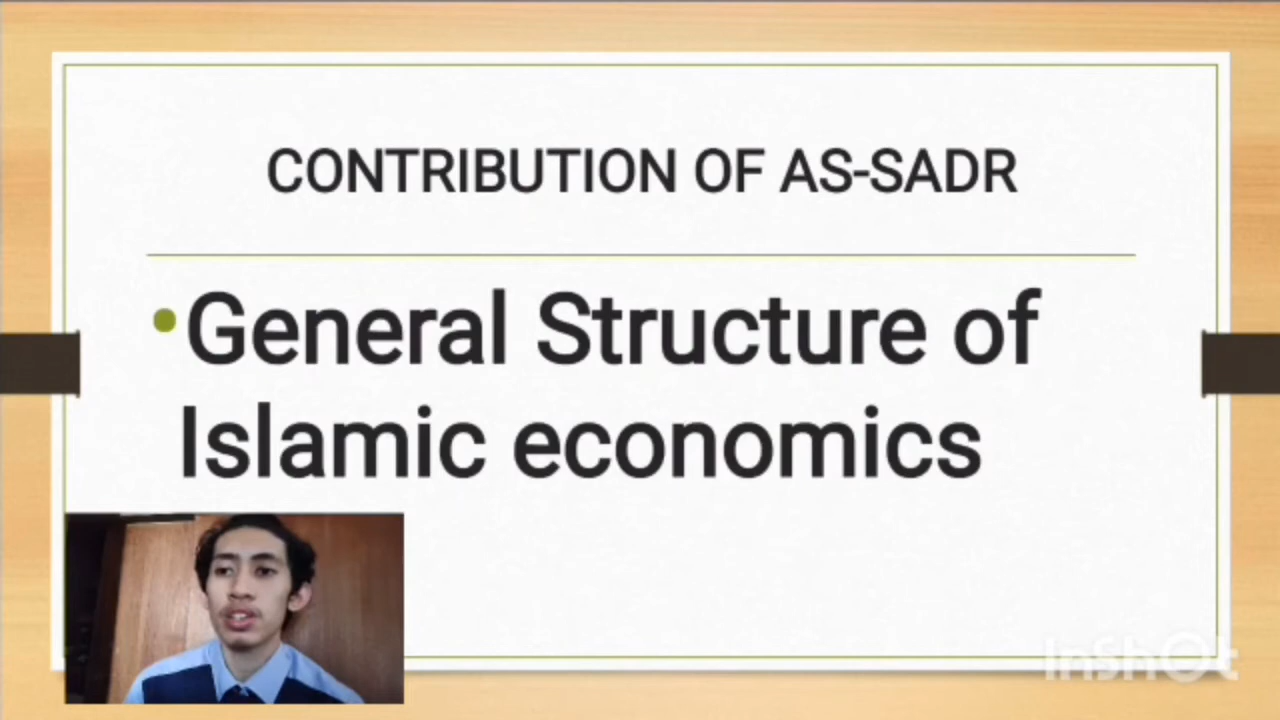 CONTRIBUTION OF AS-SADR
•General Structure of
Islamic economics
InShOt